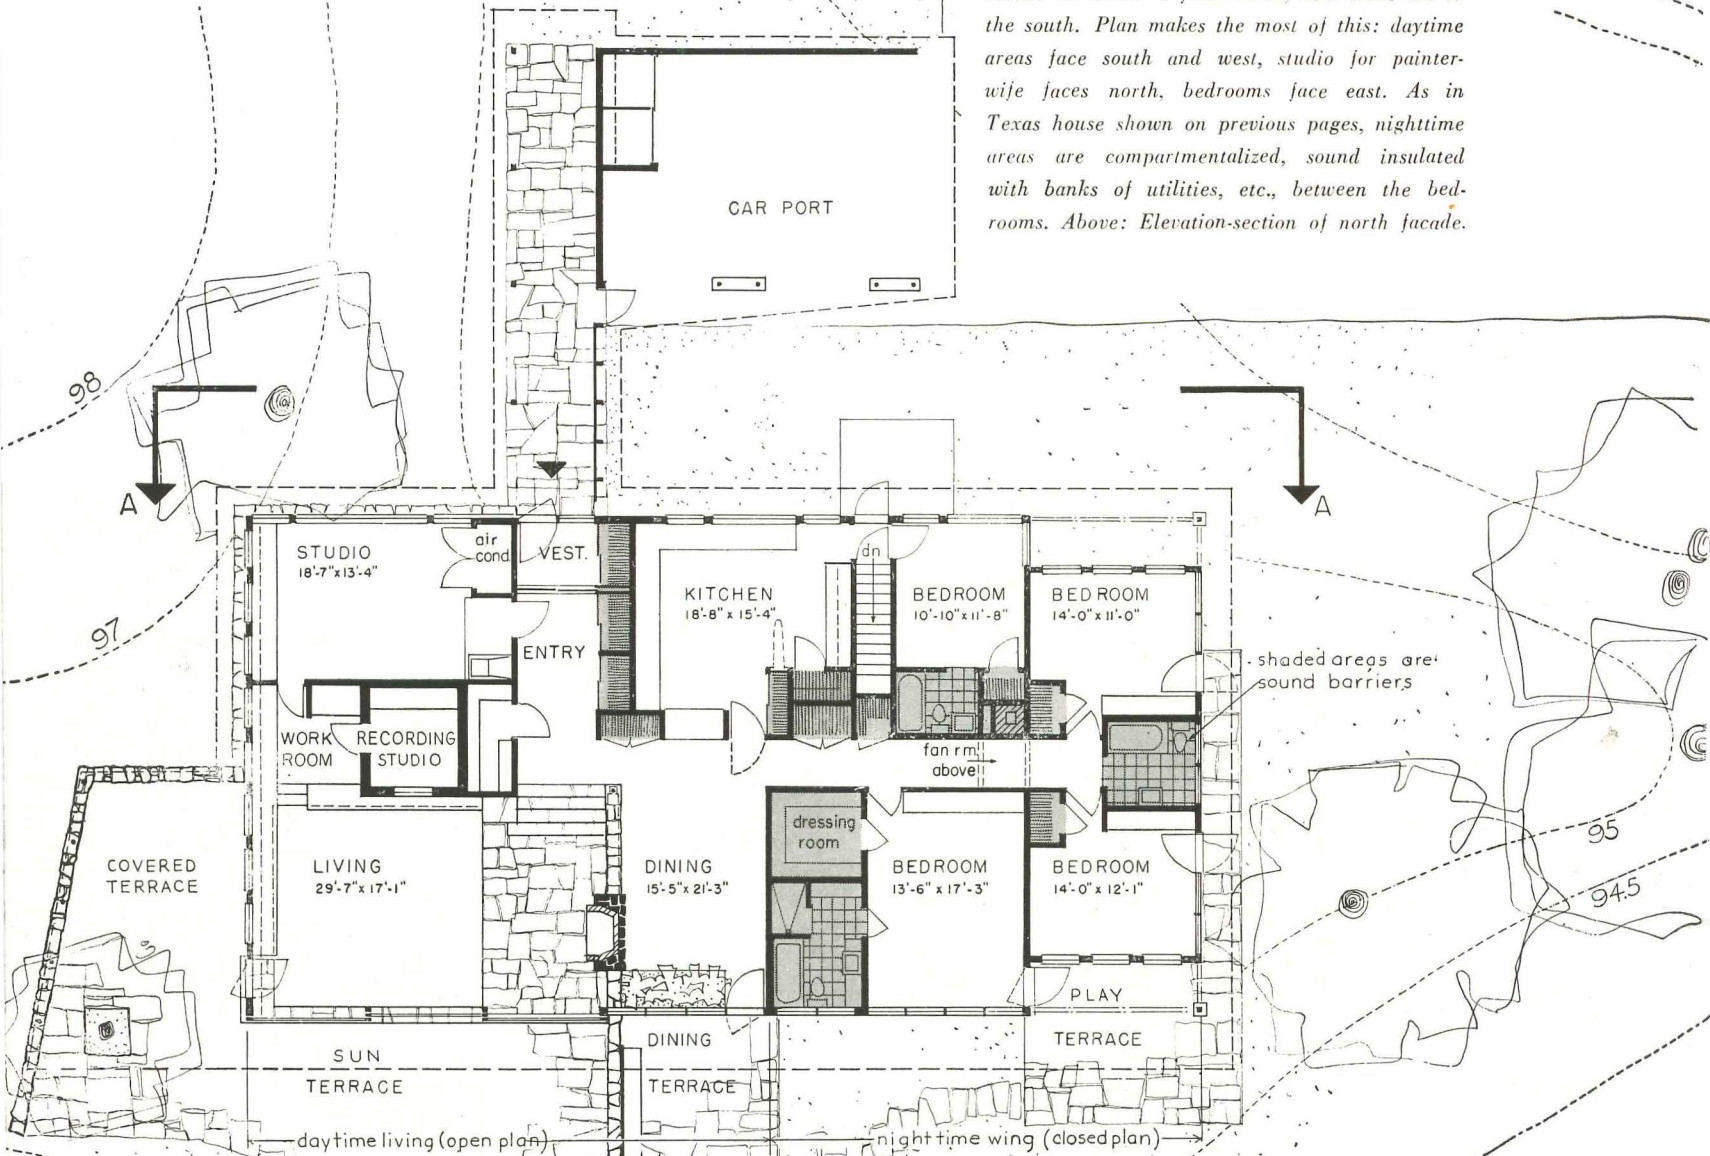 the south. Plan makes the most of this: daytime
areas face south and west, studio for painter-
wife faces north, bedrooms face east. As in
Texas house shown on previous pages, nighttime
areas are compartmentalized, sound insulated
with banks of utilities, etc., between the bed-
rooms. Above: Elevation-section of north facade.
CAR PORT
98
A
A
STUDIO
18'-7"x13'-4"
air
cond
VEST.
dn
KITCHEN
18'-8" x 15'-4"
BEDROOM
10'-10"x11'-8"
BEDROOM
14'-0"x11'-0"
97
ENTRY
shaded areas are
sound barriers
WORK
ROOM
RECORDING
STUDIO
fan rm
above
dressing
room
95
COVERED
TERRACE
LIVING
29'-7"x17'-1"
DINING
15'-5"x21'-3"
BEDROOM
13'-6"x17'-3"
BEDROOM
14'-0"x12'-1"
94.5
PLAY
TERRACE
SUN
TERRACE
DINING
TERRACE
daytime living (open plan)
night time wing (closed plan)